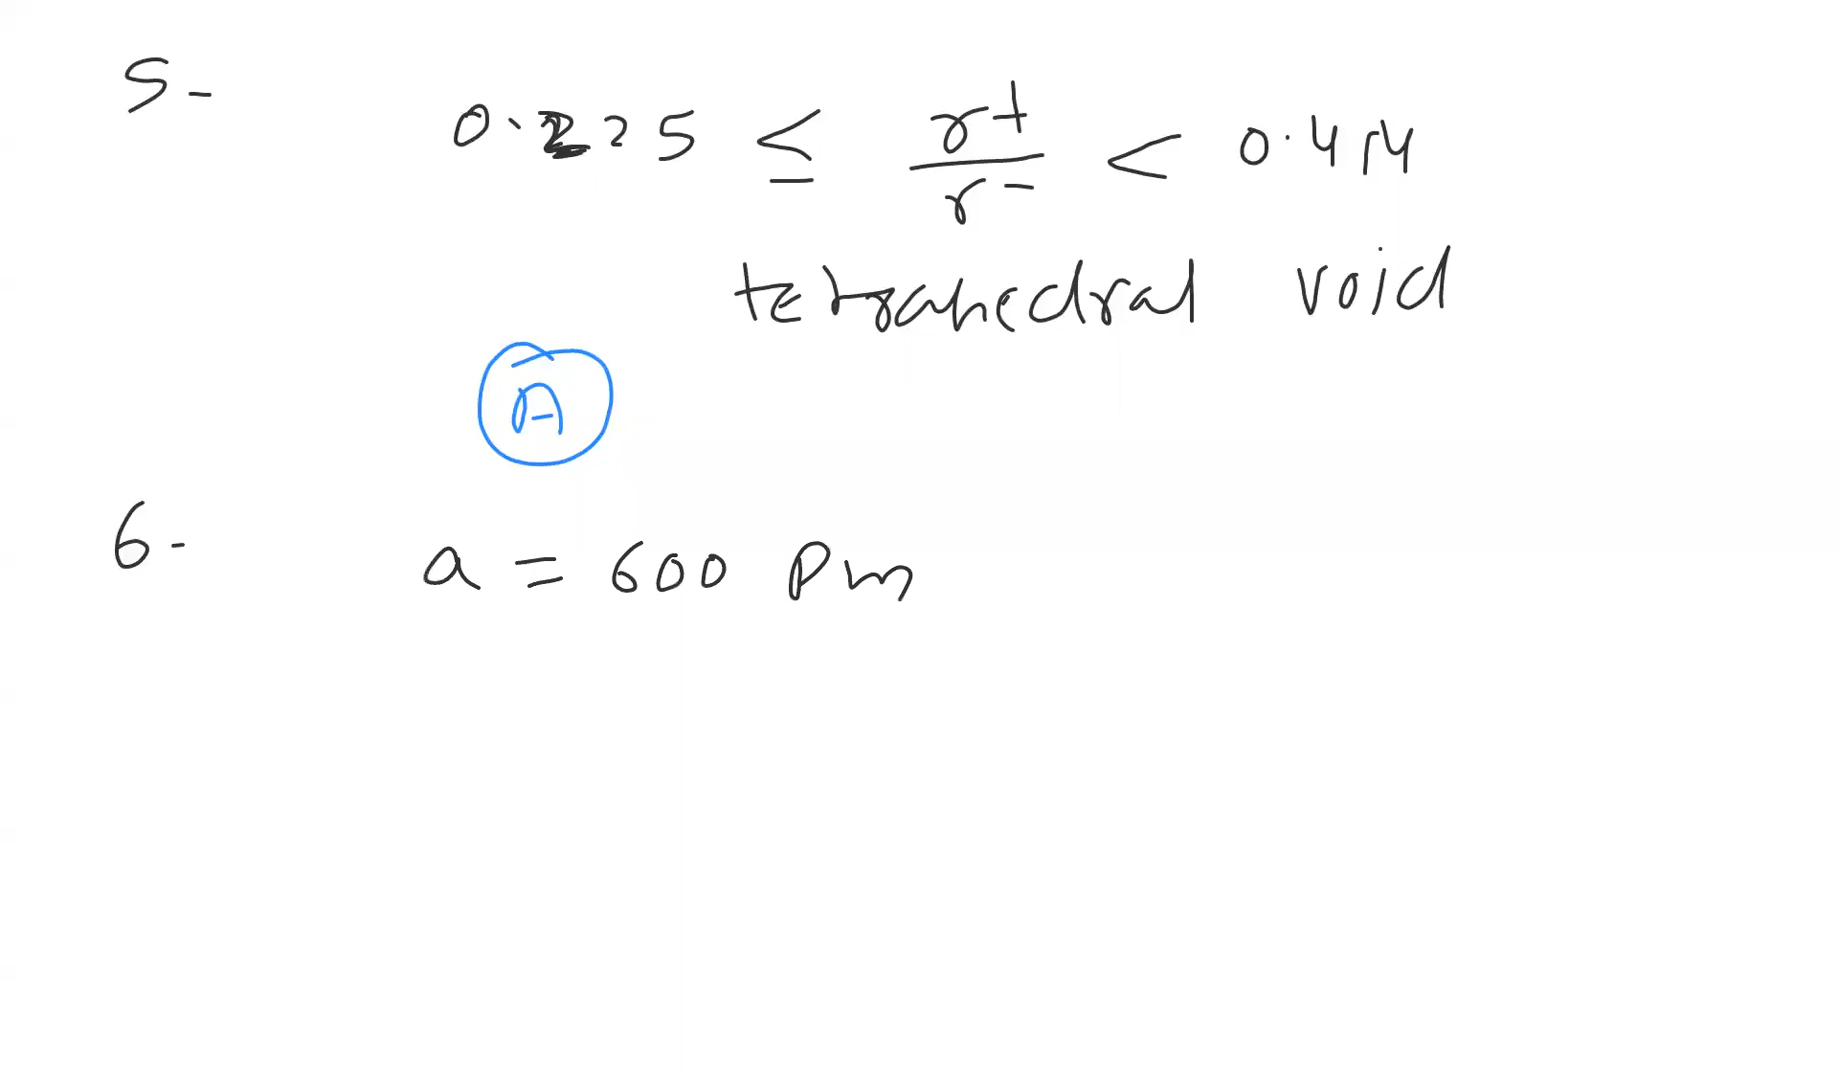 5-
0.225 ≤ r+/r- < 0.414
tetrahedral void
A
6-
a = 600 Pm